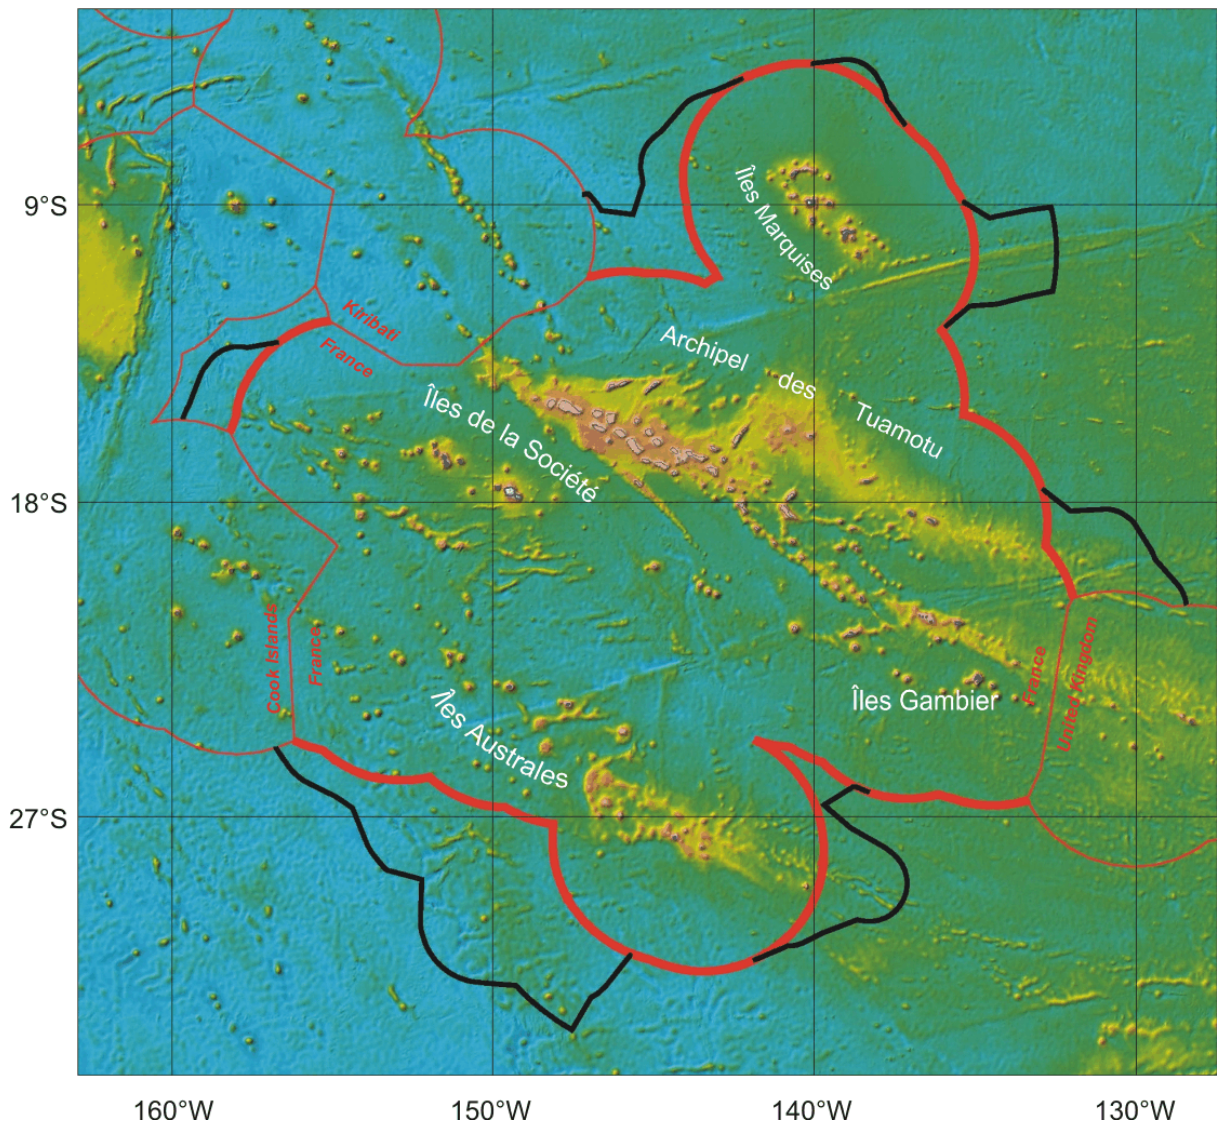 9°S
18°S
27°S
160°W
150°W
140°W
130°W
Îles Marquises
Kiribati
France
Archipel des Tuamotu
Îles de la Société
Cook Islands
France
Îles Australes
Îles Gambier
France
United Kingdom